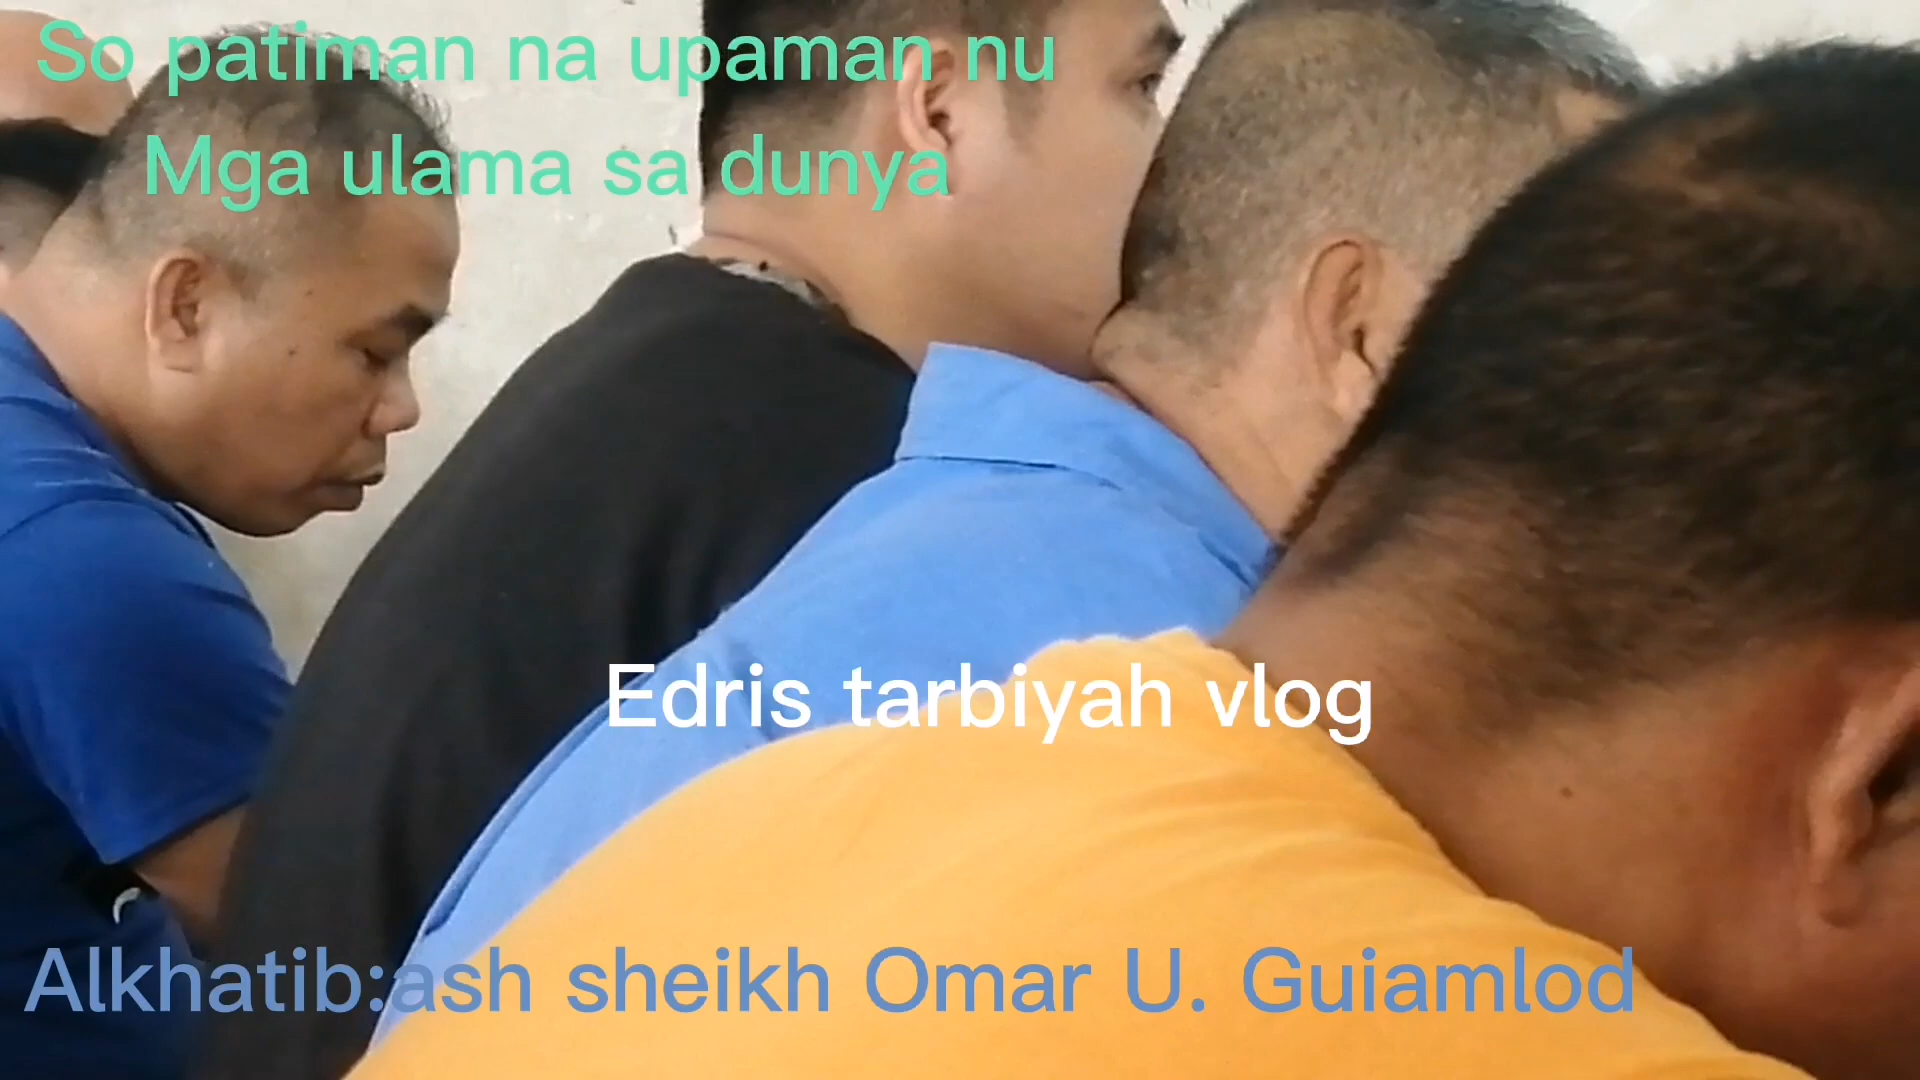 So patiman na upaman nu
Mga ulama sa dunya
Edris tarbiyah vlog
Alkhatib:ash sheikh Omar U. Guiamlod